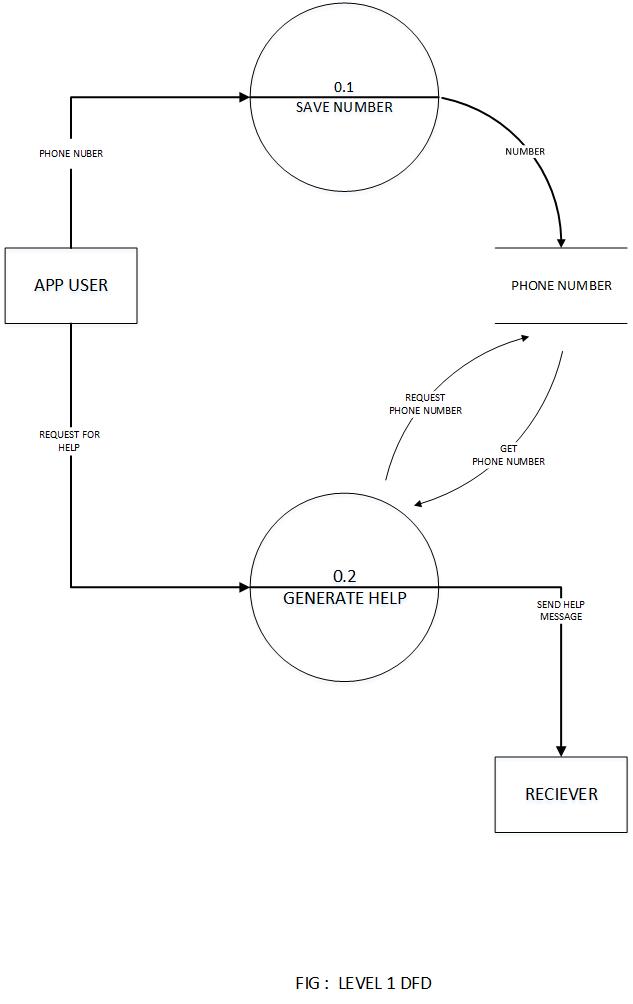 0.1
SAVE NUMBER
PHONE NUBER
NUMBER
APP USER
PHONE NUMBER
REQUEST
PHONE NUMBER
REQUEST FOR
HELP
GET
PHONE NUMBER
0.2
GENERATE HELP
SEND HELP
MESSAGE
RECIEVER
FIG : LEVEL 1 DFD